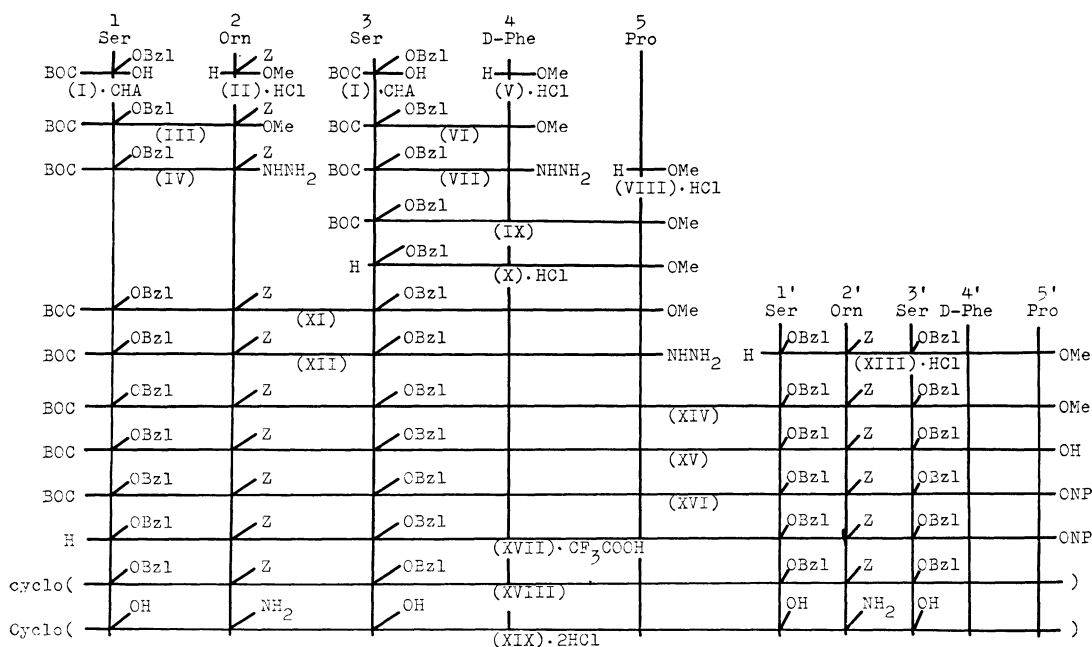 1 2 3 4 5
Ser Orn Ser D-Phe Pro
OBzl Z OBzl
BOC OH H OMe BOC OH H OMe
(I)·CHA (II)·HCl (I)·CHA (V)·HCl
OBzl Z OBzl
BOC (III) OMe BOC (VI) OMe
OBzl Z OBzl
BOC (IV) NHNH2 BOC (VII) NHNH2 H OMe
(VIII)·HCl
OBzl
BOC (IX) OMe
OBzl
H (X)·HCl OMe
1' 2' 3' 4' 5'
Ser Orn Ser D-Phe Pro
OBzl Z OBzl
BOC (XI) OMe
OBzl Z OBzl OBzl Z OBzl
BOC (XII) NHNH2 H (XIII)·HCl OMe
OBzl Z OBzl OBzl Z OBzl
BOC (XIV) OMe
OBzl Z OBzl OBzl Z OBzl
BOC (XV) OH
OBzl Z OBzl OBzl Z OBzl
BOC (XVI) ONP
OBzl Z OBzl OBzl Z OBzl
H (XVII)·CF3COOH ONP
OBzl Z OBzl OBzl Z OBzl
cyclo( (XVIII) )
OH NH2 OH OH NH2 OH
Cyclo( (XIX)·2HCl )